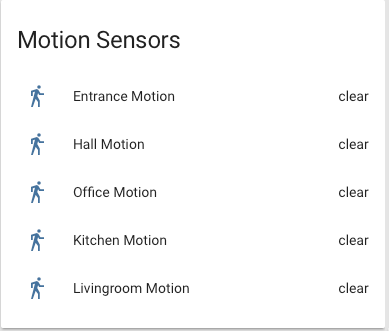 Motion Sensors
Entrance Motion clear
Hall Motion clear
Office Motion clear
Kitchen Motion clear
Livingroom Motion clear